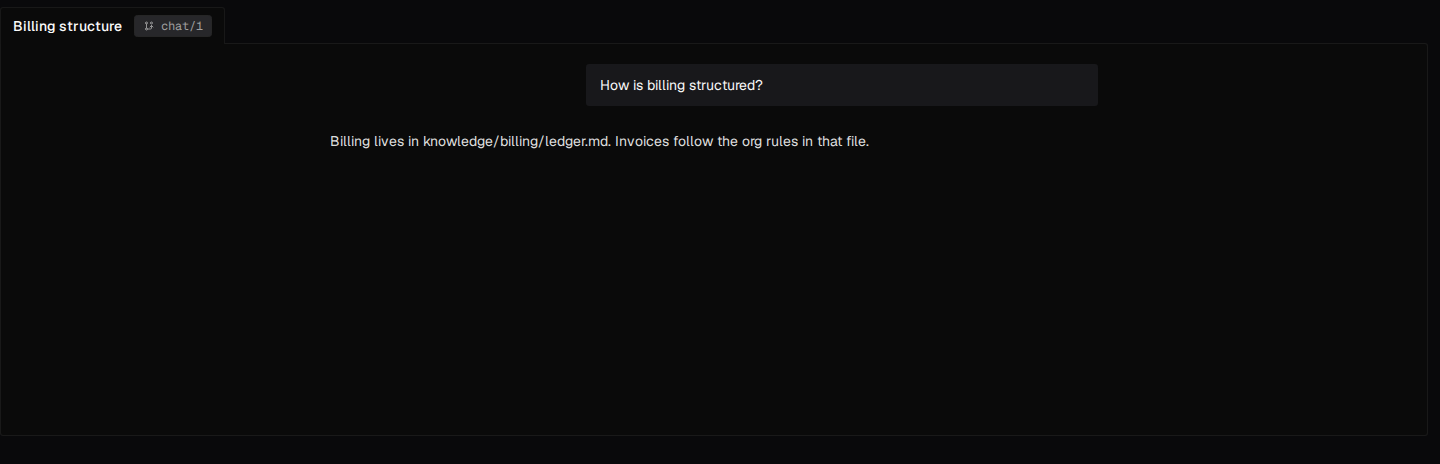 Billing structure chat/1
How is billing structured?
Billing lives in knowledge/billing/ledger.md. Invoices follow the org rules in that file.